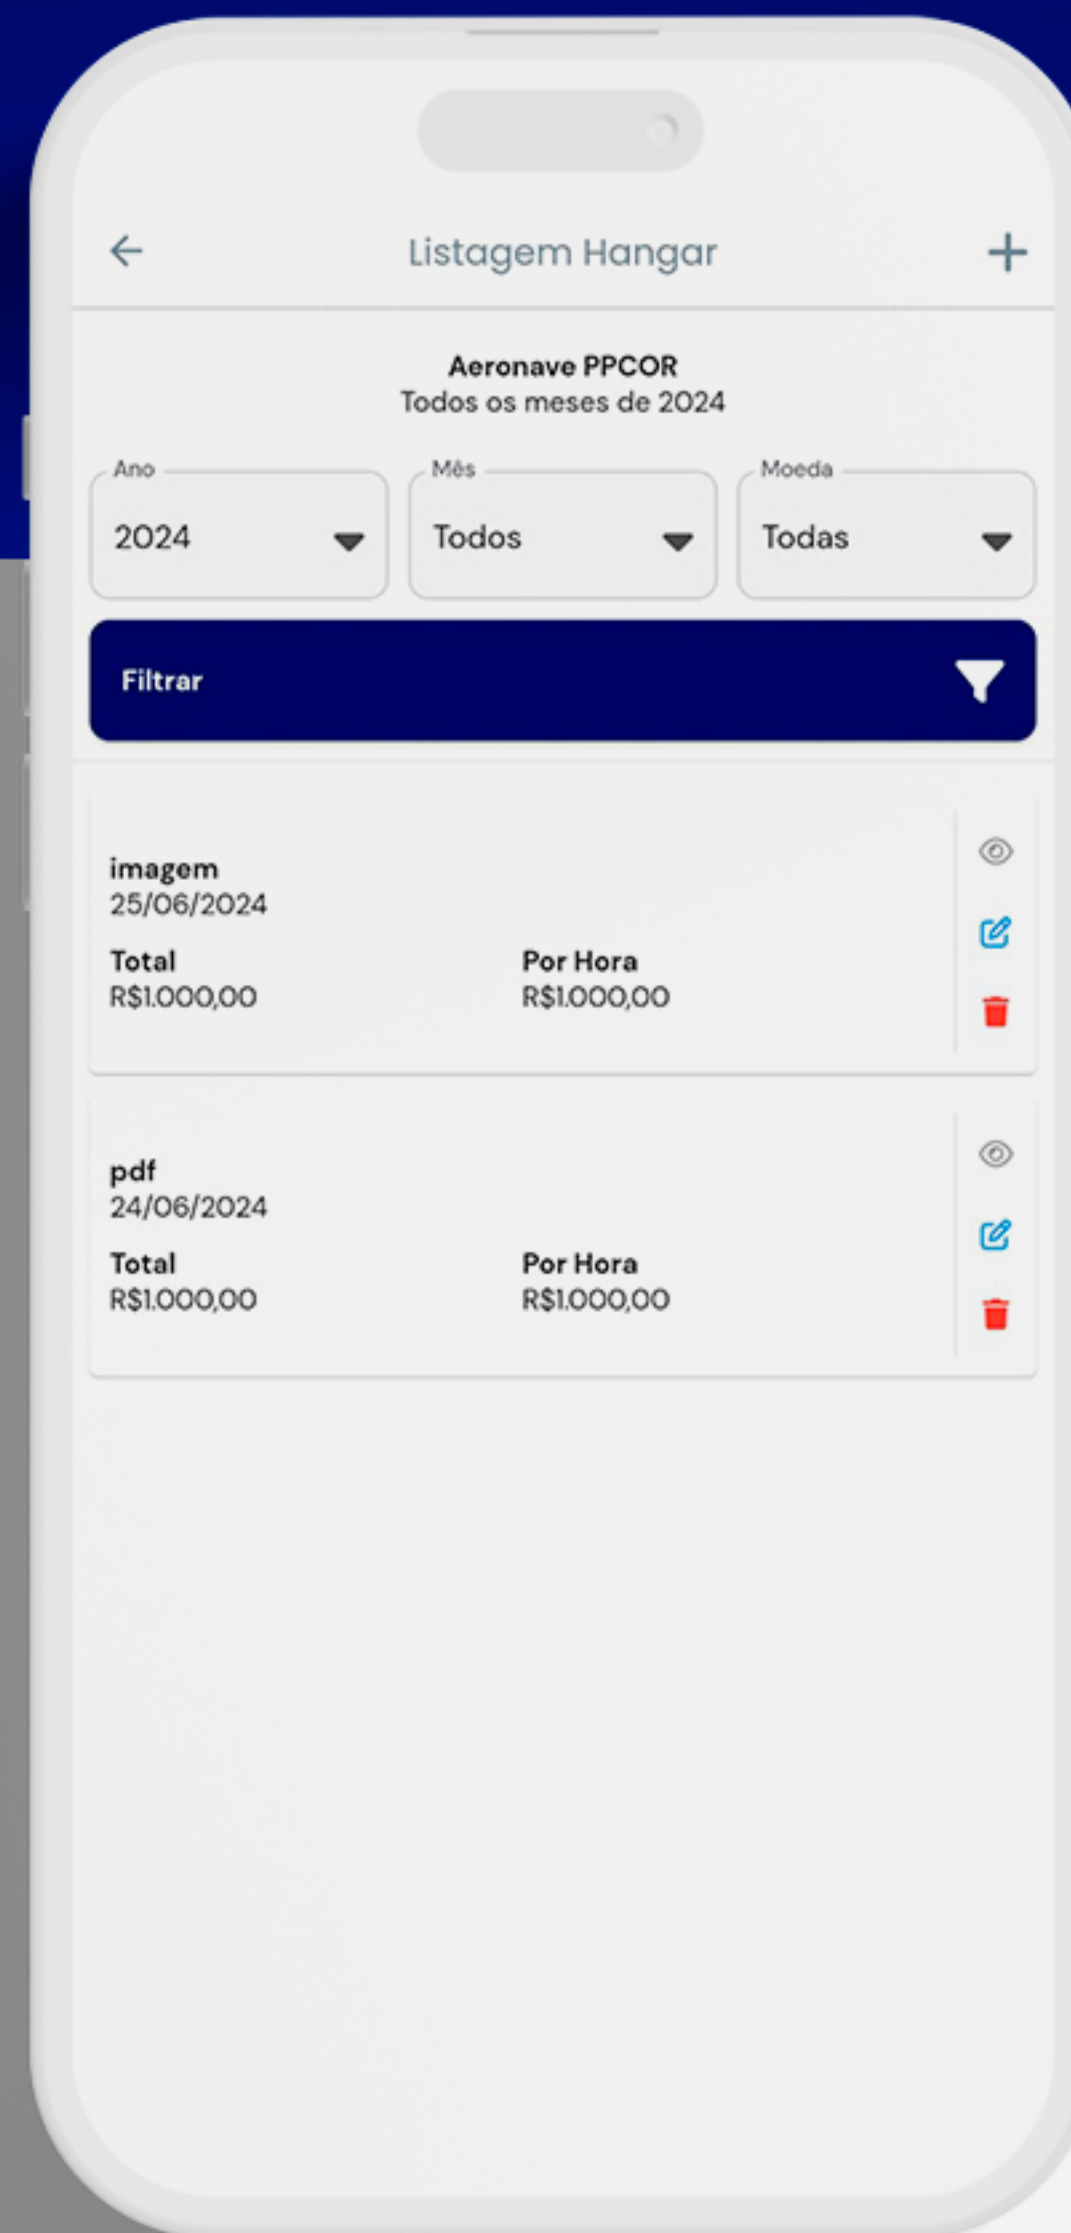 Listagem Hangar
Aeronave PPCOR
Todos os meses de 2024
Ano Mês Moeda
2024 Todos Todas
Filtrar
imagem
25/06/2024
Total Por Hora
R$1.000,00 R$1.000,00
pdf
24/06/2024
Total Por Hora
R$1.000,00 R$1.000,00